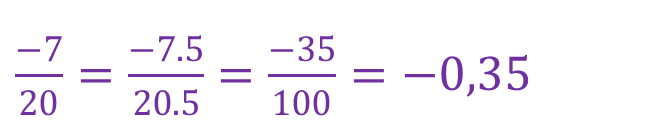 −7/20 = −7.5/20.5 = −35/100 = −0,35